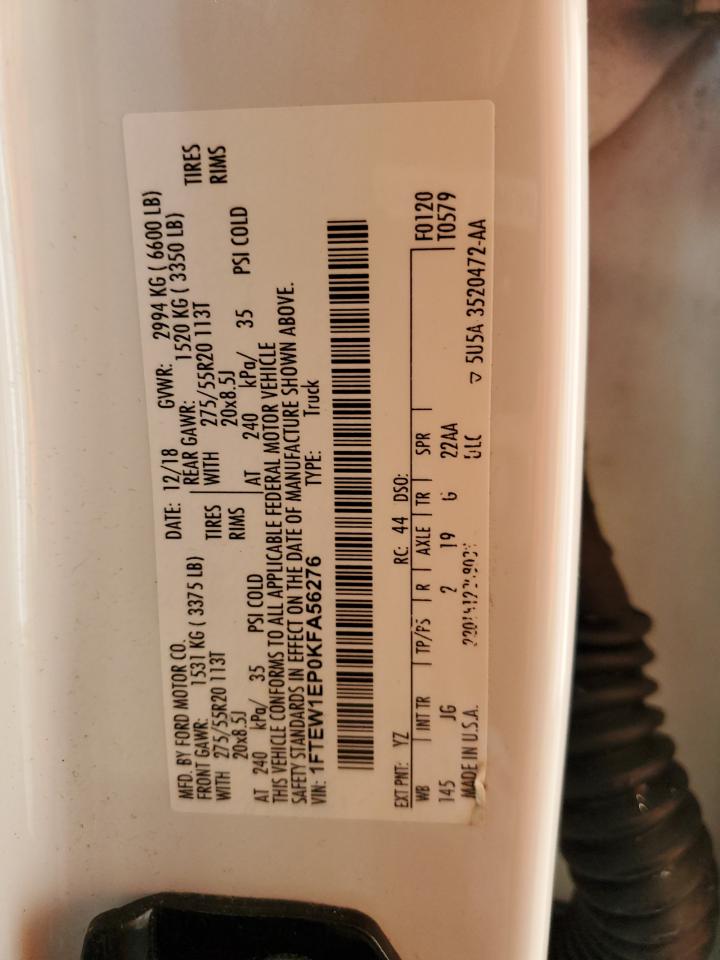 MFD. BY FORD MOTOR CO.
DATE: 12/18 GVWR: 2994 KG ( 6600 LB)
FRONT GAWR: 1531 KG ( 3375 LB) REAR GAWR: 1520 KG ( 3350 LB)
WITH 275/55R20 113T TIRES WITH 275/55R20 113T TIRES
20x8.5J RIMS 20x8.5J RIMS
AT 240 kPa/ 35 PSI COLD AT 240 kPa/ 35 PSI COLD
THIS VEHICLE CONFORMS TO ALL APPLICABLE FEDERAL MOTOR VEHICLE
SAFETY STANDARDS IN EFFECT ON THE DATE OF MANUFACTURE SHOWN ABOVE.
VIN: 1FTEW1EP0KFA56276 TYPE: Truck
EXT PNT: YZ RC: 44 DSO:
WB INT TR TP/PS R AXLE TR SPR F0120
145 JG 2 19 G 22AA T0579
MADE IN U.S.A. ULC
▽ 5U5A 3520472-AA